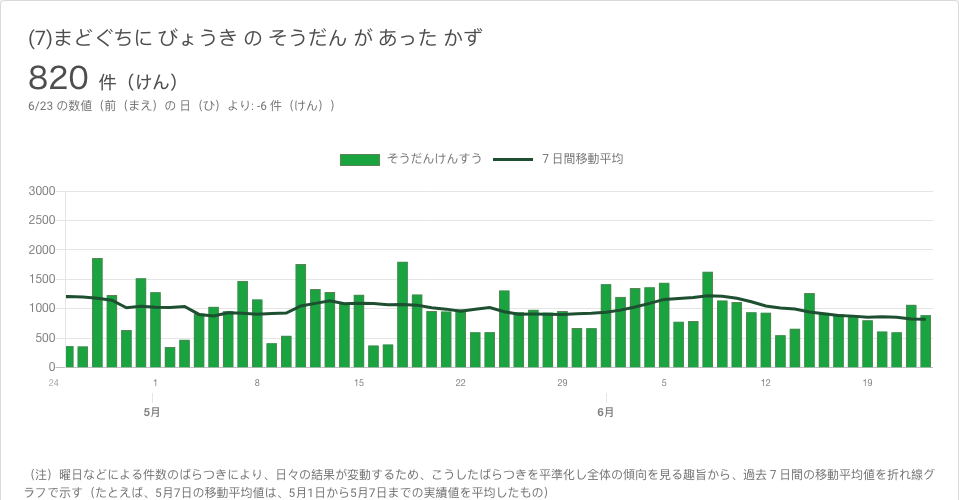 (7)まどぐちに びょうき の そうだん が あった かず
820 件（けん）
6/23 の数値（前（まえ）の 日（ひ）より: -6 件（けん））
そうだんけんすう 7 日間移動平均
3000
2500
2000
1500
1000
500
0
24 1 8 15 22 29 5 12 19
5月 6月
（注）曜日などによる件数のばらつきにより、日々の結果が変動するため、こうしたばらつきを平準化し全体の傾向を見る趣旨から、過去７日間の移動平均値を折れ線グ
ラフで示す（たとえば、5月7日の移動平均値は、5月1日から5月7日までの実績値を平均したもの）